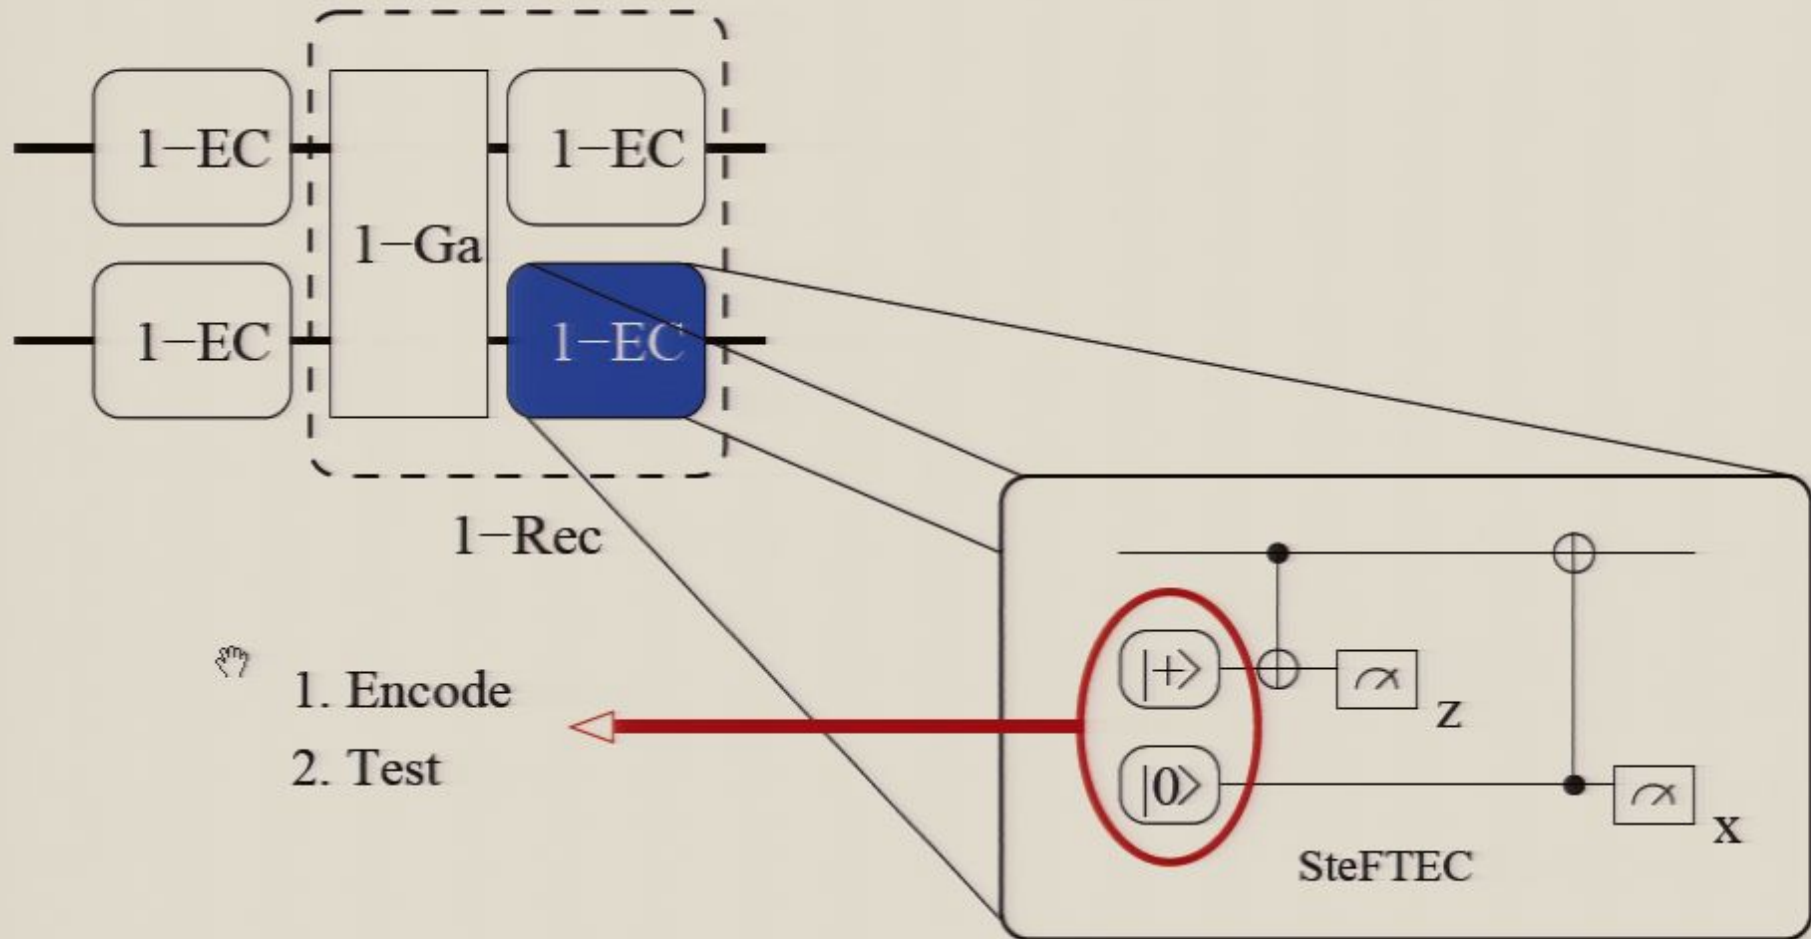 1−EC
1−EC
1−Ga
1−EC
1−EC
1−Rec
1. Encode
2. Test
|+>
z
|0>
x
SteFTEC